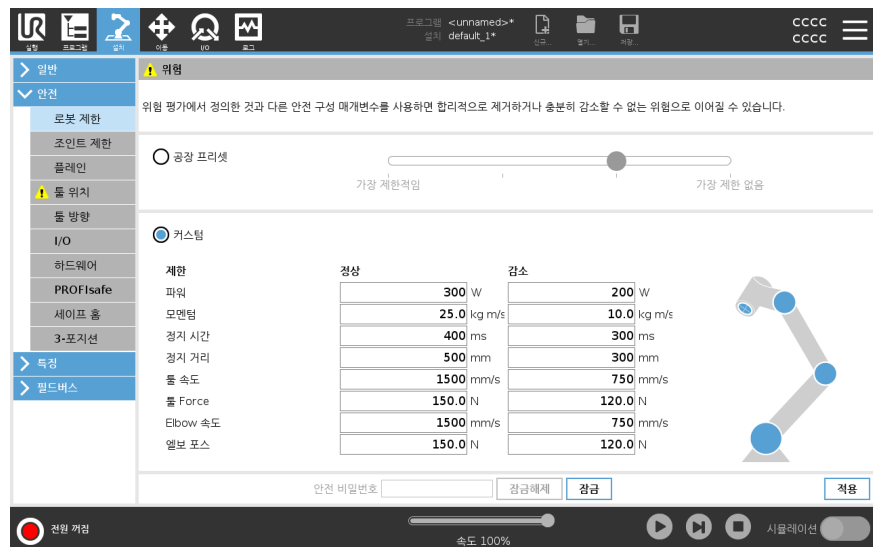 프로그램 <unnamed>*
설치 default_1*
실행 프로그램 설치 이동 I/O 로그 신규... 열기... 저장...
cccc
cccc
일반
위험
안전
위험 평가에서 정의한 것과 다른 안전 구성 매개변수를 사용하면 합리적으로 제거하거나 충분히 감소할 수 없는 위험으로 이어질 수 있습니다.
로봇 제한
조인트 제한
플레인
툴 위치
툴 방향
I/O
하드웨어
PROFIsafe
세이프 홈
3-포지션
특징
필드버스
공장 프리셋
가장 제한적임 가장 제한 없음
커스텀
제한 정상 감소
파워 300 W 200 W
모멘텀 25.0 kg m/s 10.0 kg m/s
정지 시간 400 ms 300 ms
정지 거리 500 mm 300 mm
툴 속도 1500 mm/s 750 mm/s
툴 Force 150.0 N 120.0 N
Elbow 속도 1500 mm/s 750 mm/s
엘보 포스 150.0 N 120.0 N
안전 비밀번호 잠금해제 잠금 적용
전원 꺼짐 속도 100% 시뮬레이션